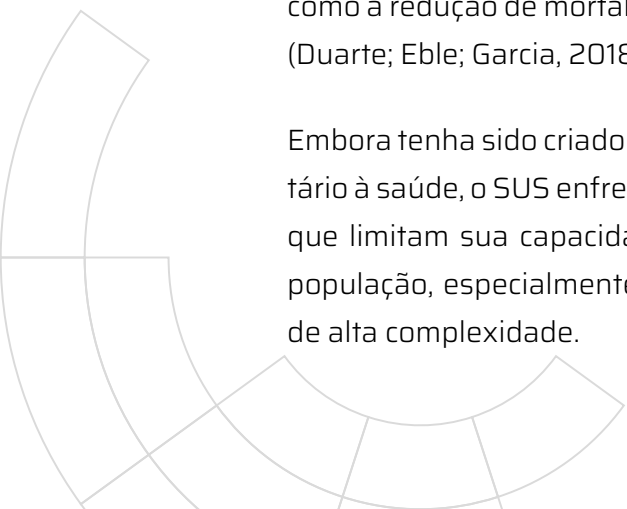 como a redução de mortal
(Duarte; Eble; Garcia, 2018
Embora tenha sido criado
tário à saúde, o SUS enfre
que limitam sua capacida
população, especialmente
de alta complexidade.